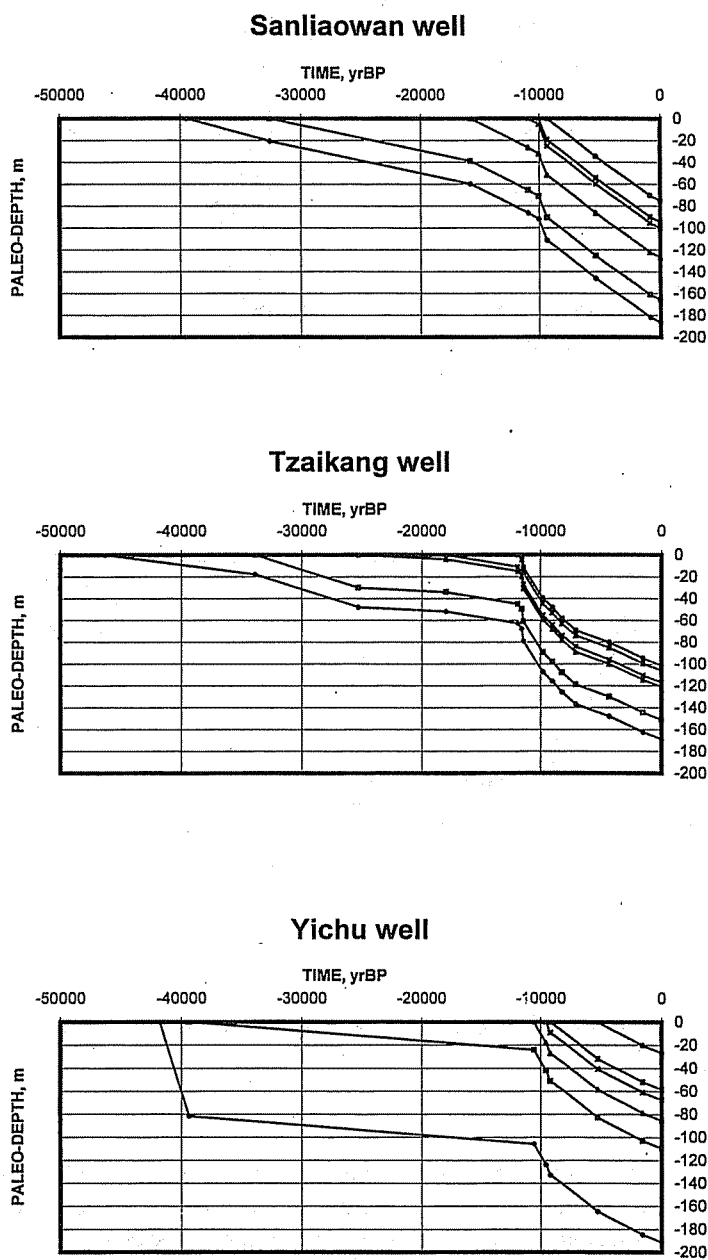 Sanliaowan well
TIME, yrBP
-50000 -40000 -30000 -20000 -10000 0
PALEO-DEPTH, m
0
-20
-40
-60
-80
-100
-120
-140
-160
-180
-200
Tzaikang well
TIME, yrBP
-50000 -40000 -30000 -20000 -10000 0
PALEO-DEPTH, m
0
-20
-40
-60
-80
-100
-120
-140
-160
-180
-200
Yichu well
TIME, yrBP
-50000 -40000 -30000 -20000 -10000 0
PALEO-DEPTH, m
0
-20
-40
-60
-80
-100
-120
-140
-160
-180
-200